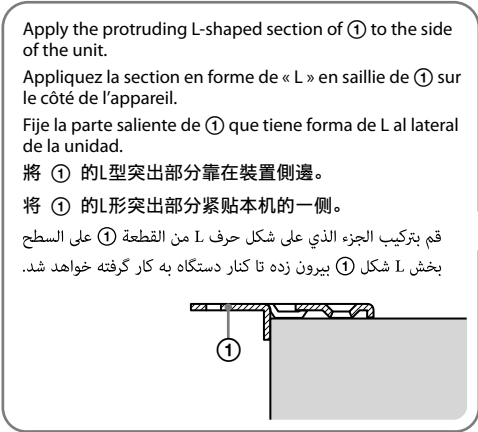 Apply the protruding L-shaped section of ① to the side
of the unit.
Appliquez la section en forme de « L » en saillie de ① sur
le côté de l'appareil.
Fije la parte saliente de ① que tiene forma de L al lateral
de la unidad.
將 ① 的L型突出部分靠在裝置側邊。
将 ① 的L形突出部分紧贴本机的一侧。
قم بتركيب الجزء الذي على شكل حرف L من القطعة ① على السطح
بخش L شکل ① بیرون زده تا کنار دستگاه به کار گرفته خواهد شد.
①